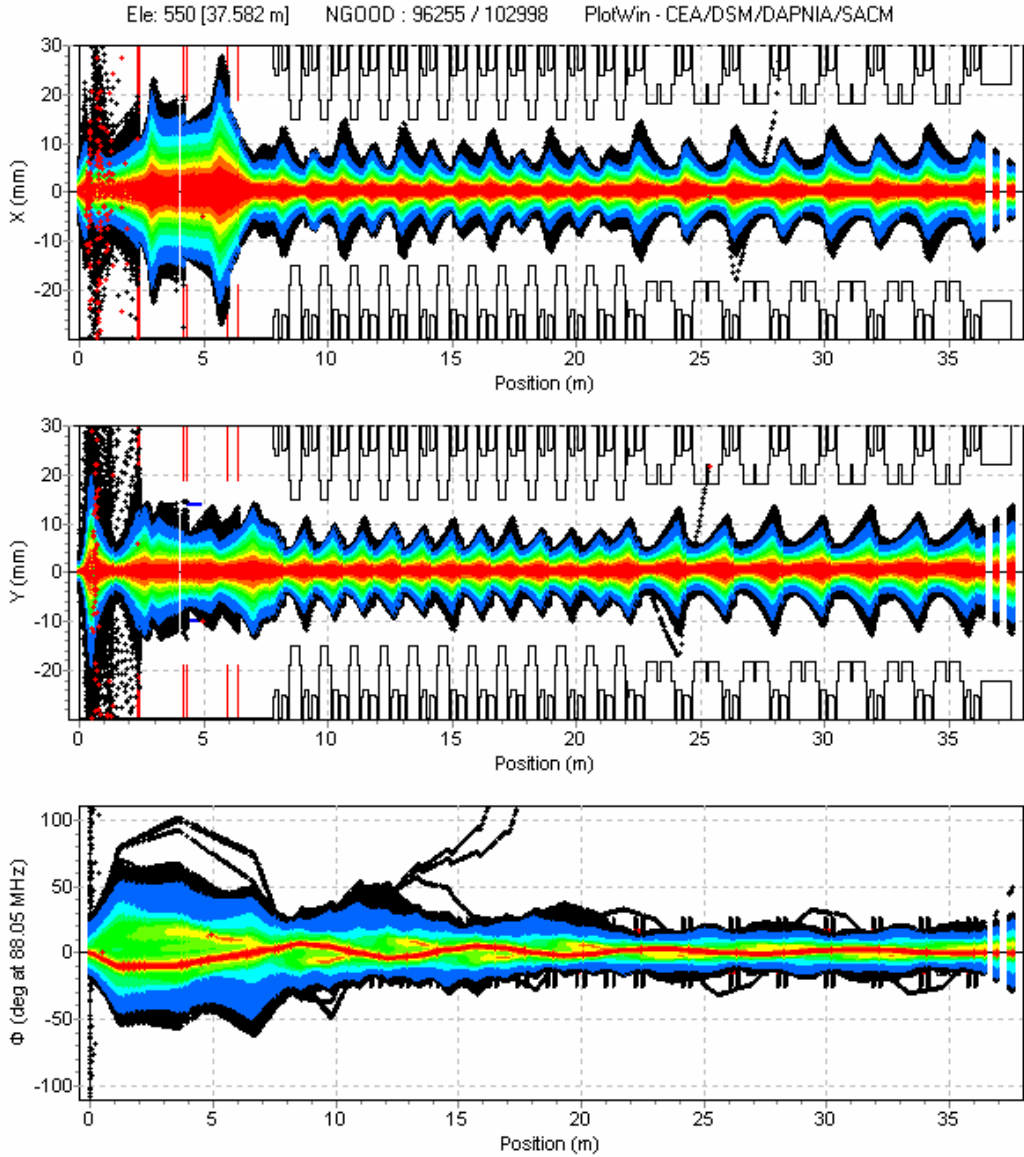 Ele: 550 [37.582 m] NGOOD : 96255 / 102998 PlotWin - CEA/DSM/DAPNIA/SACM
30
20
10
0
-10
-20
X (mm)
0 5 10 15 20 25 30 35
Position (m)
30
20
10
0
-10
-20
Y (mm)
0 5 10 15 20 25 30 35
Position (m)
100
50
0
-50
-100
Φ (deg at 88.05 MHz)
0 5 10 15 20 25 30 35
Position (m)